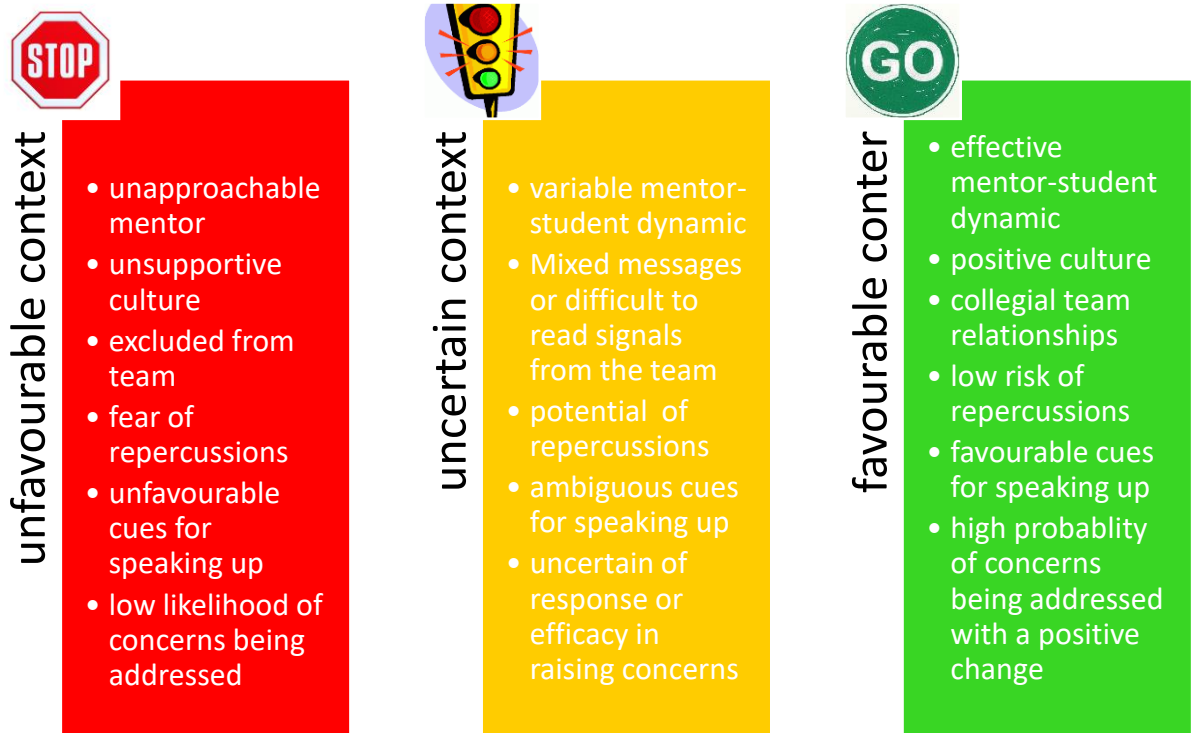 STOP
unfavourable context
• unapproachable
mentor
• unsupportive
culture
• excluded from
team
• fear of
repercussions
• unfavourable
cues for
speaking up
• low likelihood of
concerns being
addressed
uncertain context
• variable mentor-
student dynamic
• Mixed messages
or difficult to
read signals
from the team
• potential of
repercussions
• ambiguous cues
for speaking up
• uncertain of
response or
efficacy in
raising concerns
GO
favourable conter
• effective
mentor-student
dynamic
• positive culture
• collegial team
relationships
• low risk of
repercussions
• favourable cues
for speaking up
• high probablity
of concerns
being addressed
with a positive
change